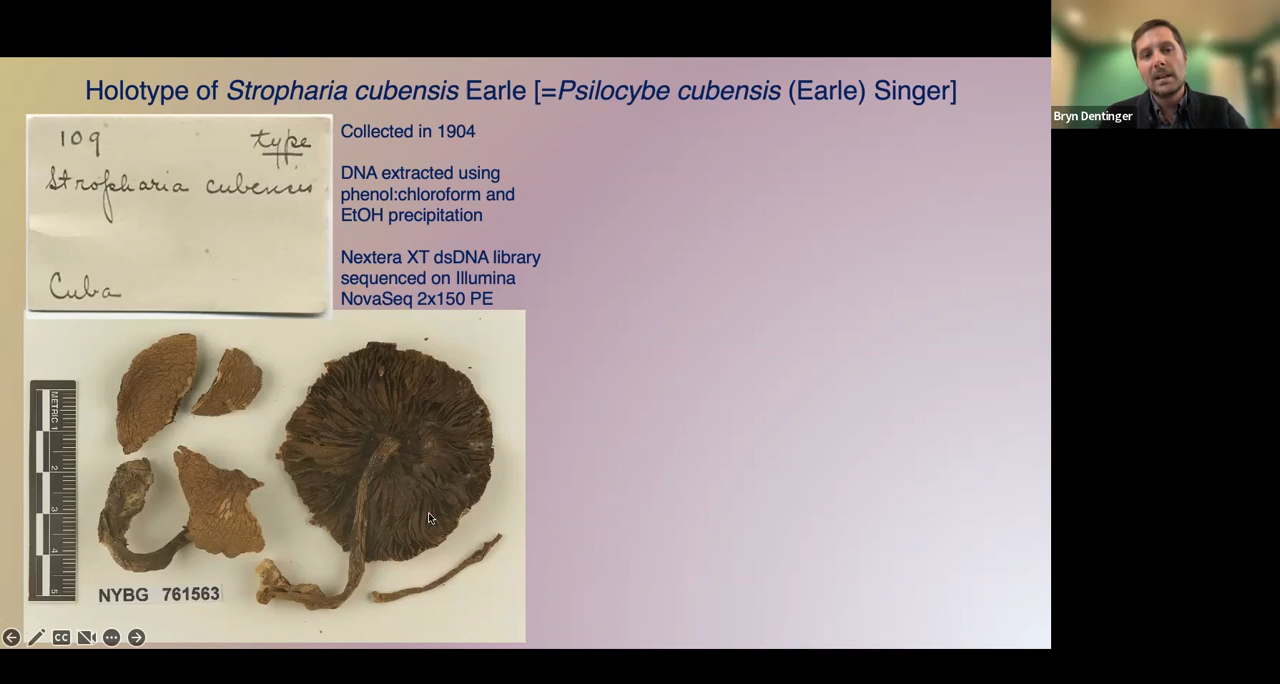 Holotype of Stropharia cubensis Earle [=Psilocybe cubensis (Earle) Singer]
109 type
Stropharia cubensis
Cuba
Collected in 1904
DNA extracted using
phenol:chloroform and
EtOH precipitation
Nextera XT dsDNA library
sequenced on Illumina
NovaSeq 2x150 PE
METRIC 1
2
3
4
5
NYBG 761563
CC
Bryn Dentinger